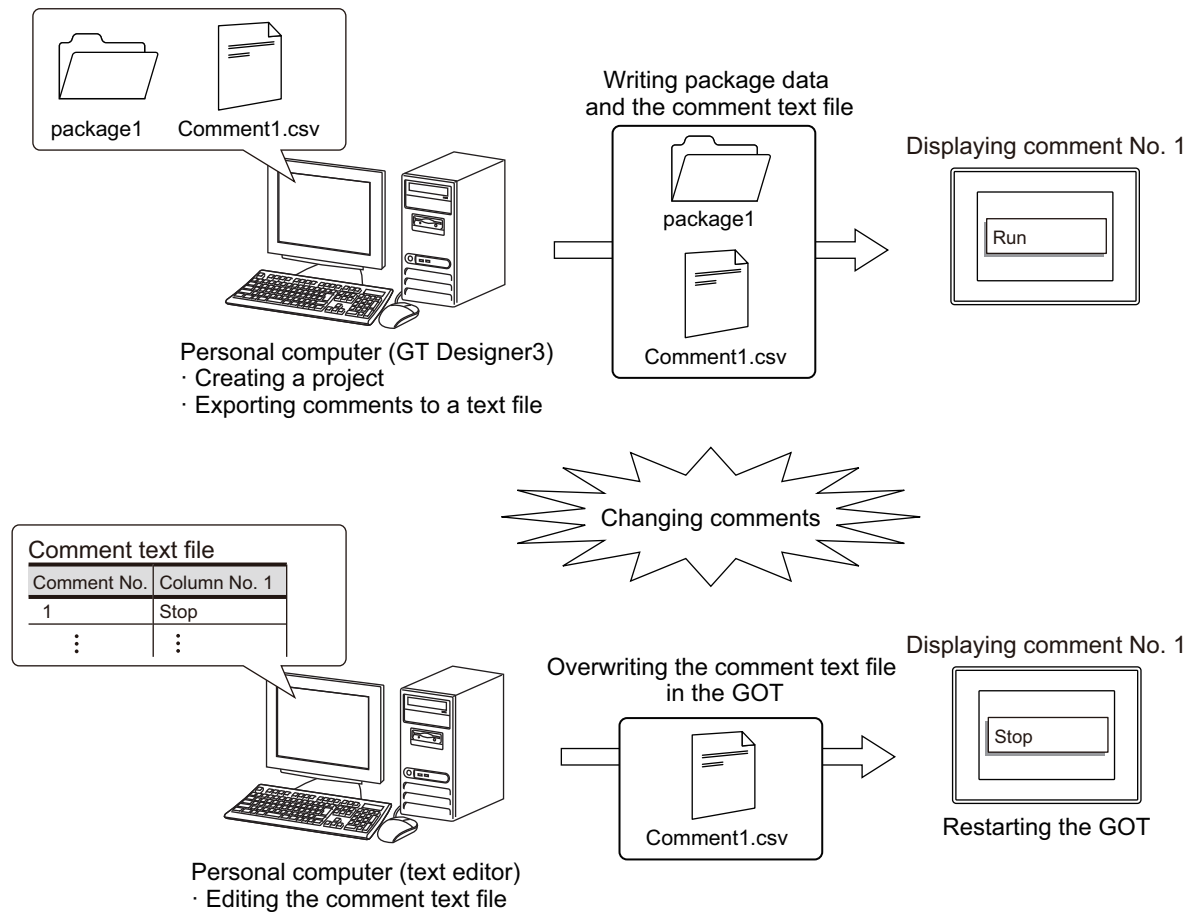 package1
Comment1.csv
Writing package data
and the comment text file
package1
Comment1.csv
Displaying comment No. 1
Run
Personal computer (GT Designer3)
· Creating a project
· Exporting comments to a text file
Changing comments
Comment text file
Comment No. Column No. 1
1 Stop
⋮ ⋮
Overwriting the comment text file
in the GOT
Comment1.csv
Displaying comment No. 1
Stop
Restarting the GOT
Personal computer (text editor)
· Editing the comment text file